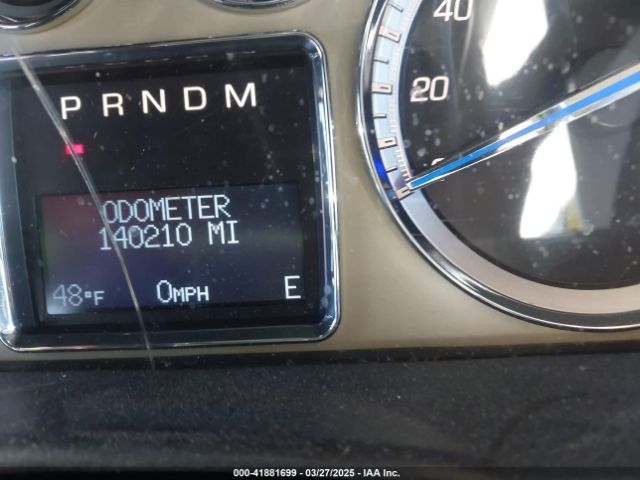 40
20
P R N D M
ODOMETER
140210 MI
48°F 0MPH E
000-41881699 - 03/27/2025 - IAA Inc.